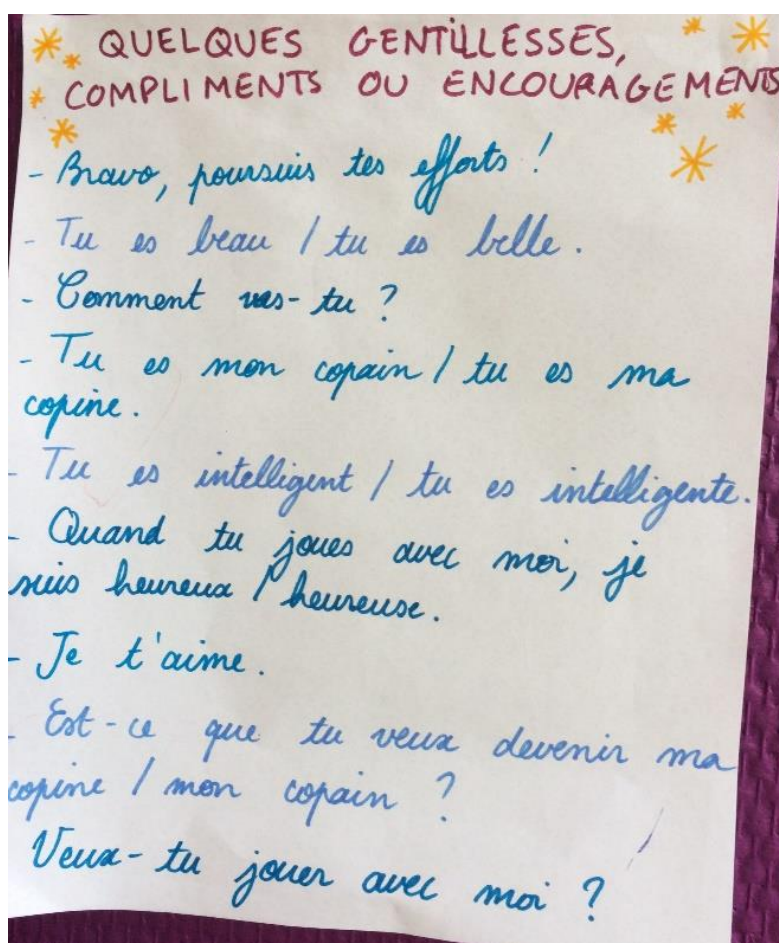 QUELQUES GENTILLESSES,
COMPLIMENTS OU ENCOURAGEMENTS
- Bravo, poursuis tes efforts !
- Tu es beau / tu es belle.
- Comment vas-tu ?
- Tu es mon copain / tu es ma
copine.
- Tu es intelligent / tu es intelligente.
- Quand tu joues avec moi, je
suis heureux / heureuse.
- Je t'aime.
- Est-ce que tu veux devenir ma
copine / mon copain ?
Veux-tu jouer avec moi ?